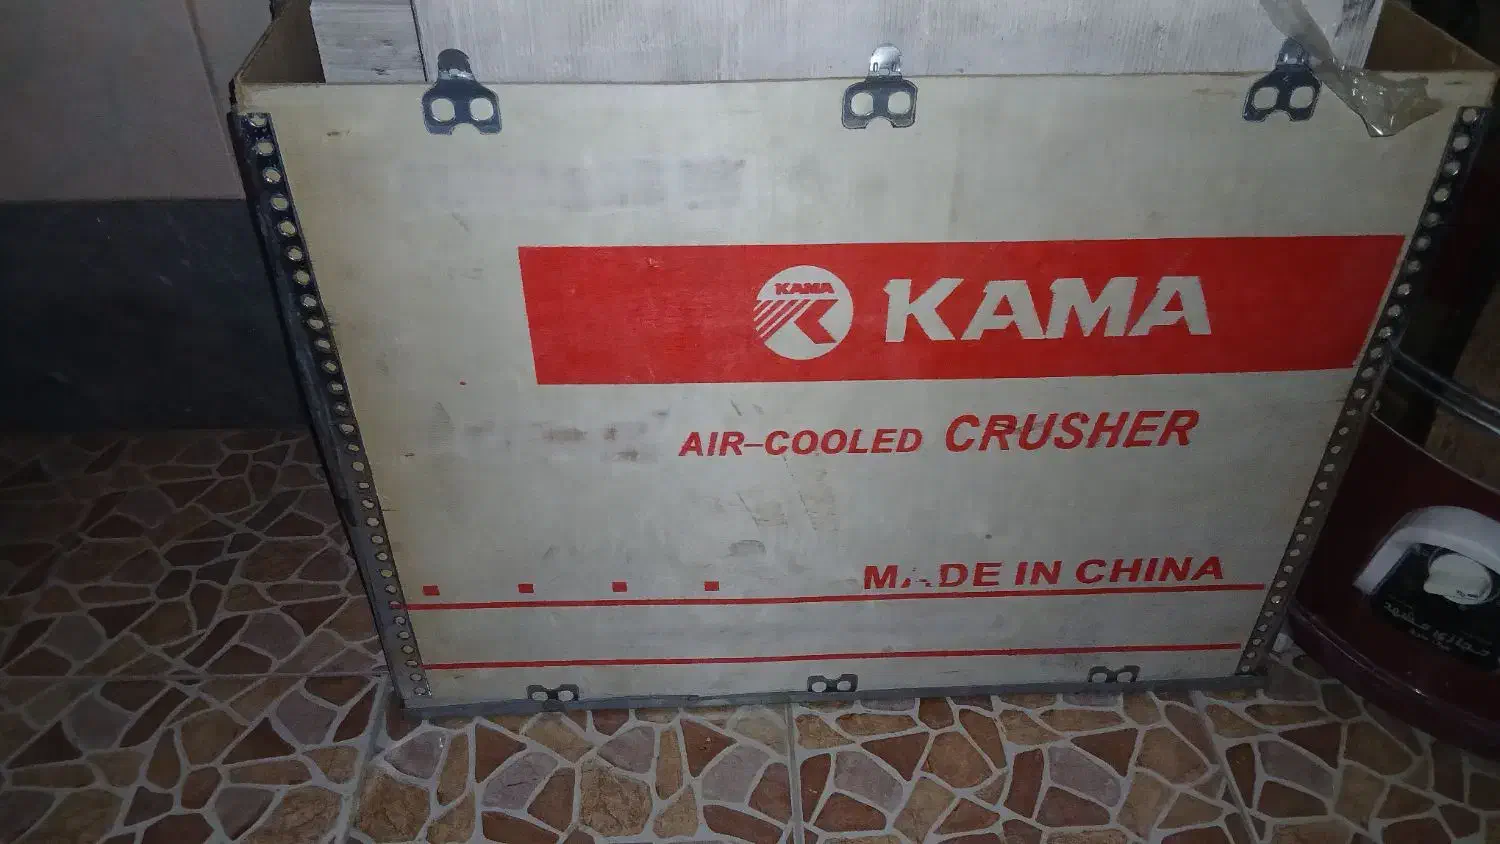 KAMA
KAMA
AIR-COOLED CRUSHER
MADE IN CHINA